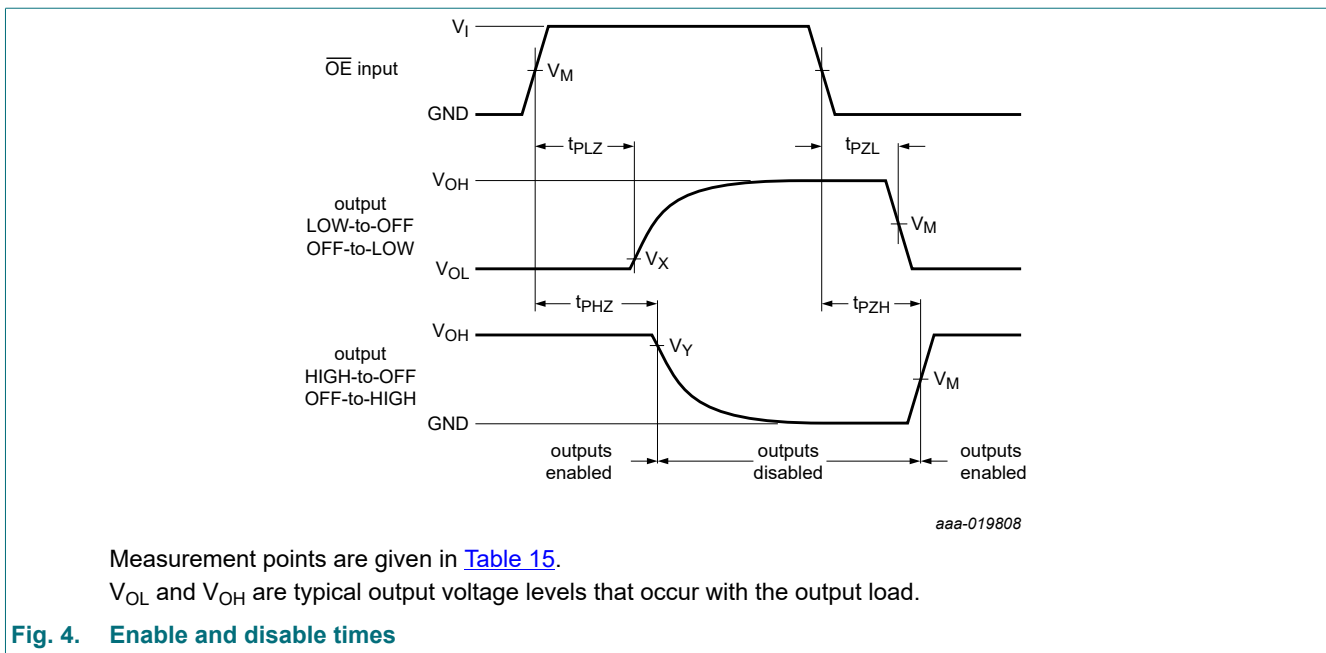 V_I
OE input
V_M
GND
t_PLZ
t_PZL
V_OH
output
LOW-to-OFF
OFF-to-LOW
V_M
V_X
V_OL
t_PHZ
t_PZH
V_OH
output
HIGH-to-OFF
OFF-to-HIGH
V_Y
V_M
GND
outputs
enabled
outputs
disabled
outputs
enabled
aaa-019808
Measurement points are given in Table 15.
V_OL and V_OH are typical output voltage levels that occur with the output load.
Fig. 4. Enable and disable times